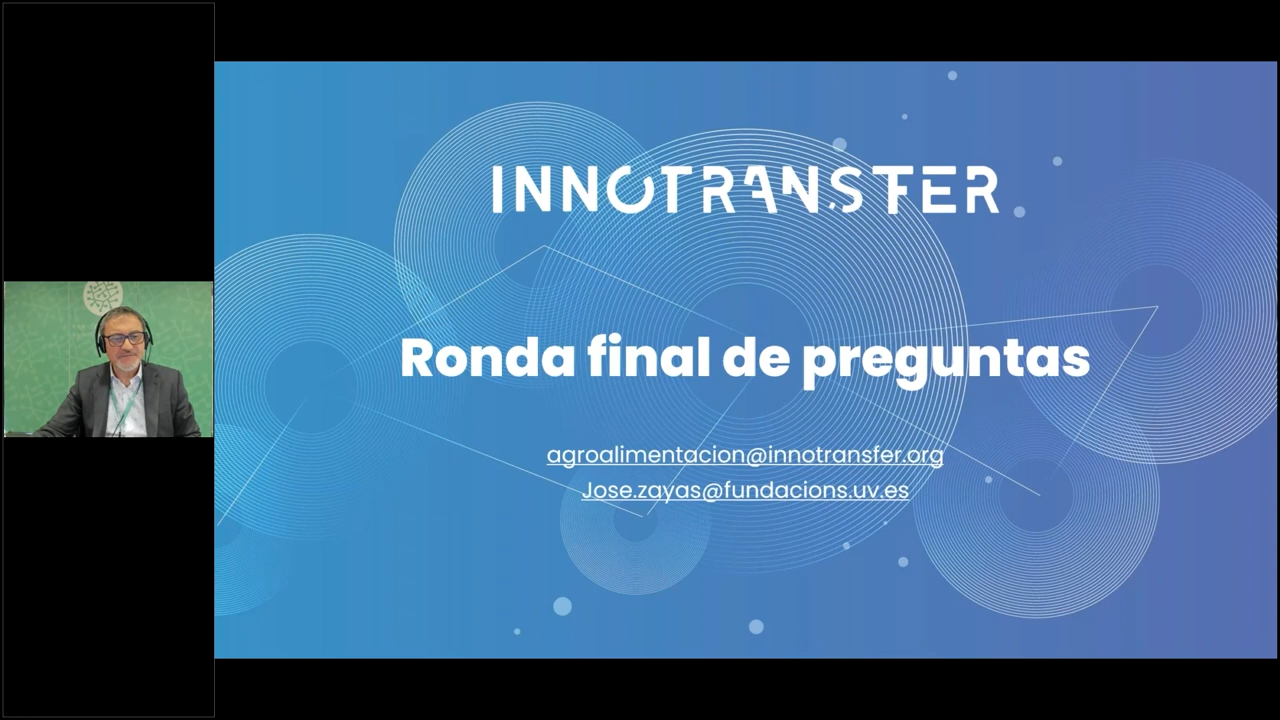 INNOTRANSFER
Ronda final de preguntas
agroalimentacion@innotransfer.org
Jose.zayas@fundacions.uv.es